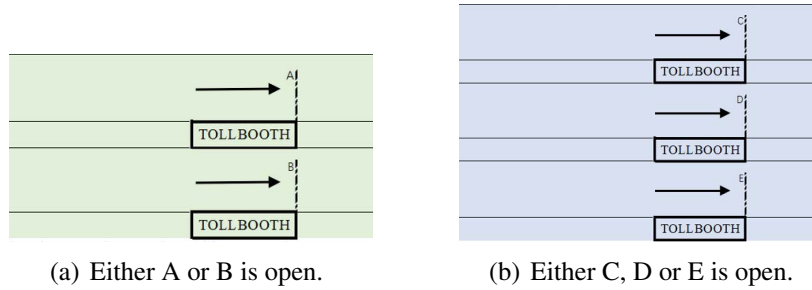 A
TOLLBOOTH
B
TOLLBOOTH
(a) Either A or B is open.
C
TOLLBOOTH
D
TOLLBOOTH
E
TOLLBOOTH
(b) Either C, D or E is open.